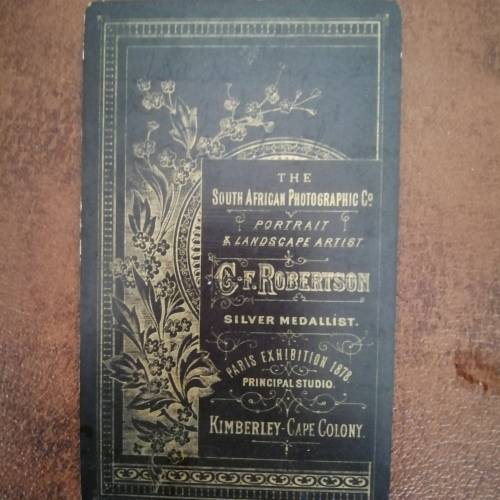 THE
SOUTH AFRICAN PHOTOGRAPHIC Co
PORTRAIT
& LANDSCAPE ARTIST
C.F. ROBERTSON
SILVER MEDALLIST.
PARIS EXHIBITION 1878
PRINCIPAL STUDIO.
KIMBERLEY-CAPE COLONY.